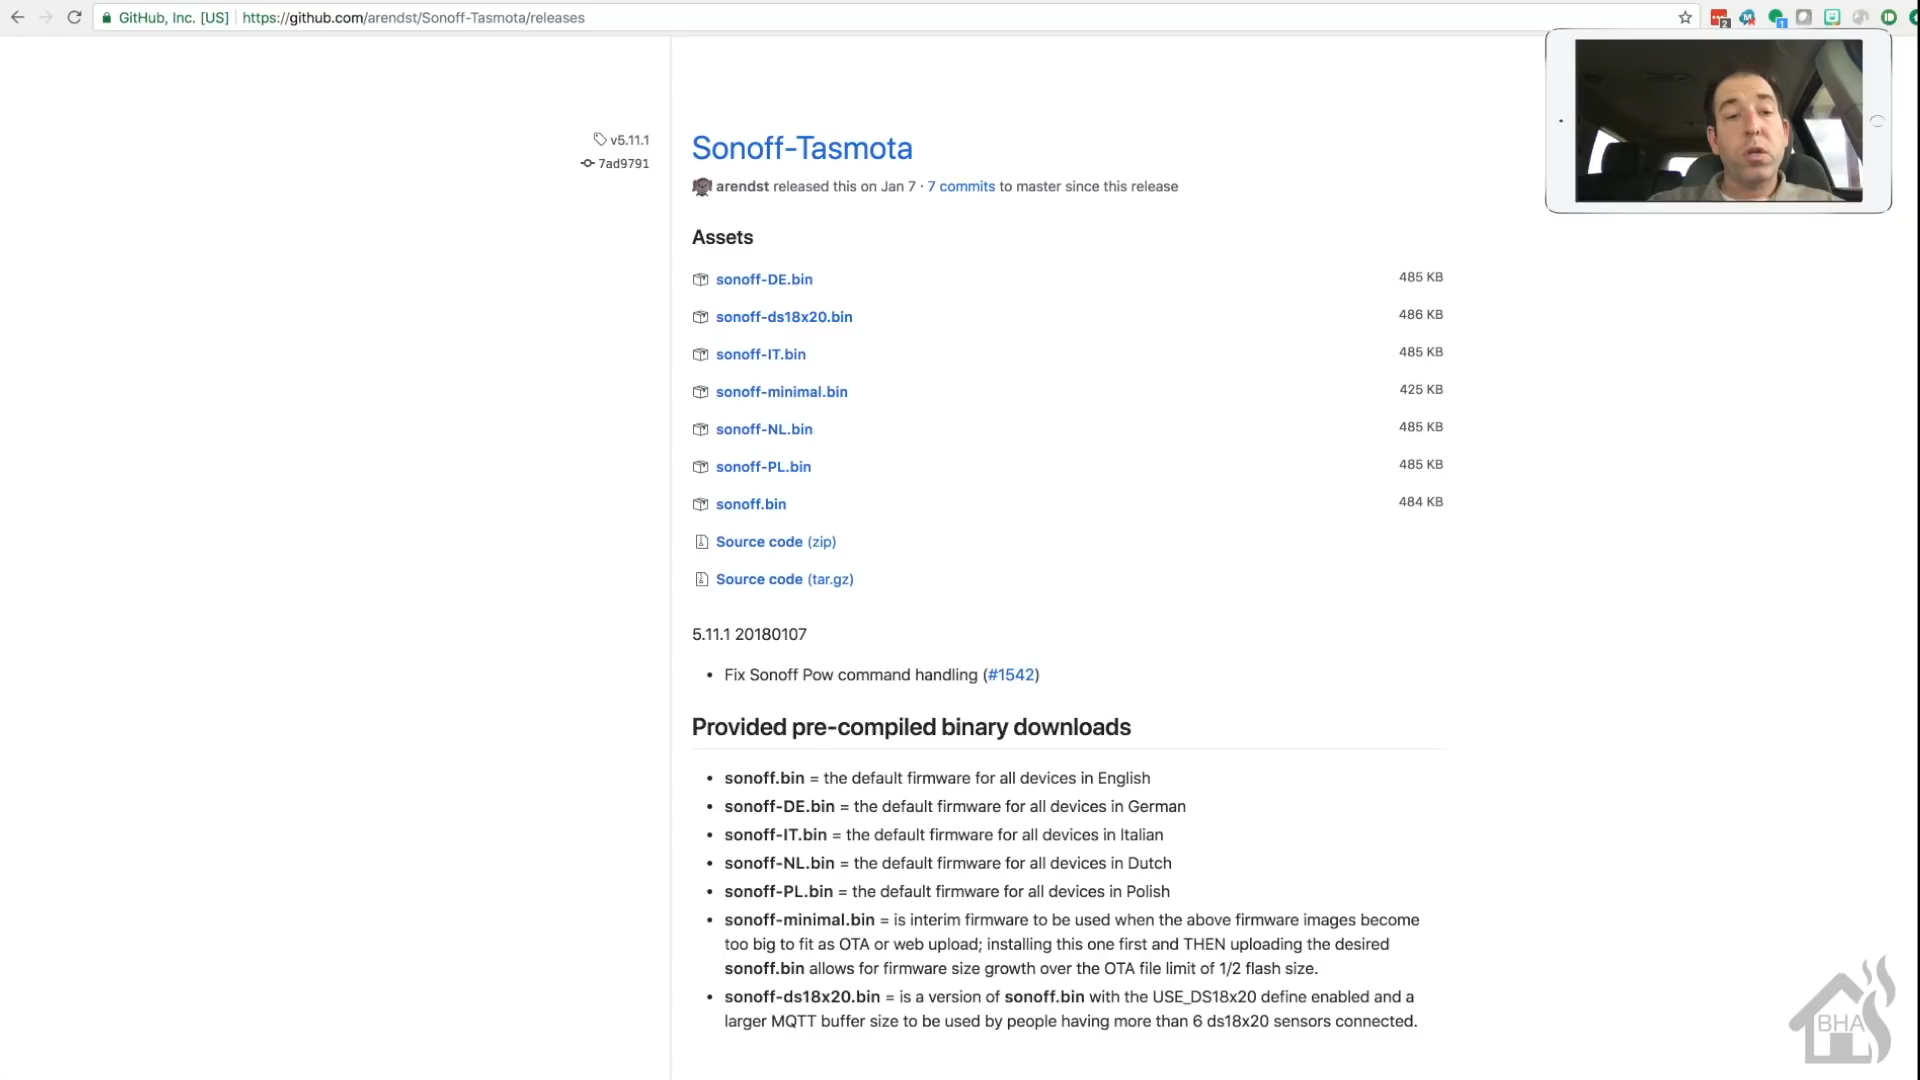 GitHub, Inc. [US] https://github.com/arendst/Sonoff-Tasmota/releases
2
1
v5.11.1
7ad9791
Sonoff-Tasmota
arendst released this on Jan 7 · 7 commits to master since this release
Assets
sonoff-DE.bin 485 KB
sonoff-ds18x20.bin 486 KB
sonoff-IT.bin 485 KB
sonoff-minimal.bin 425 KB
sonoff-NL.bin 485 KB
sonoff-PL.bin 485 KB
sonoff.bin 484 KB
Source code (zip)
Source code (tar.gz)
5.11.1 20180107
• Fix Sonoff Pow command handling (#1542)
Provided pre-compiled binary downloads
• sonoff.bin = the default firmware for all devices in English
• sonoff-DE.bin = the default firmware for all devices in German
• sonoff-IT.bin = the default firmware for all devices in Italian
• sonoff-NL.bin = the default firmware for all devices in Dutch
• sonoff-PL.bin = the default firmware for all devices in Polish
• sonoff-minimal.bin = is interim firmware to be used when the above firmware images become
too big to fit as OTA or web upload; installing this one first and THEN uploading the desired
sonoff.bin allows for firmware size growth over the OTA file limit of 1/2 flash size.
• sonoff-ds18x20.bin = is a version of sonoff.bin with the USE_DS18x20 define enabled and a
larger MQTT buffer size to be used by people having more than 6 ds18x20 sensors connected.
BHA